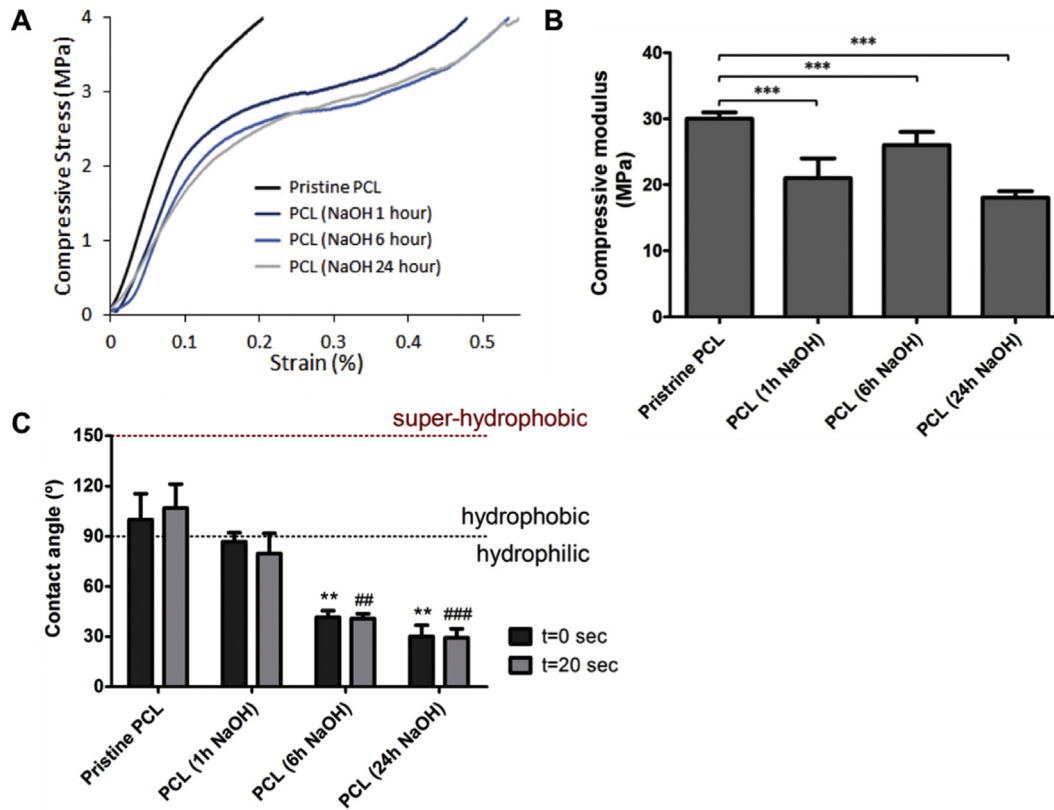 A
Compressive Stress (MPa)
4
3
2
1
0
0
0.1
0.2
0.3
0.4
0.5
Strain (%)
Pristine PCL
PCL (NaOH 1 hour)
PCL (NaOH 6 hour)
PCL (NaOH 24 hour)
B
Compressive modulus
(MPa)
40
30
20
10
0
***
***
***
Pristrine PCL
PCL (1h NaOH)
PCL (6h NaOH)
PCL (24h NaOH)
C
super-hydrophobic
Contact angle (º)
150
120
90
60
30
0
hydrophobic
hydrophilic
**
##
**
###
t=0 sec
t=20 sec
Pristine PCL
PCL (1h NaOH)
PCL (6h NaOH)
PCL (24h NaOH)